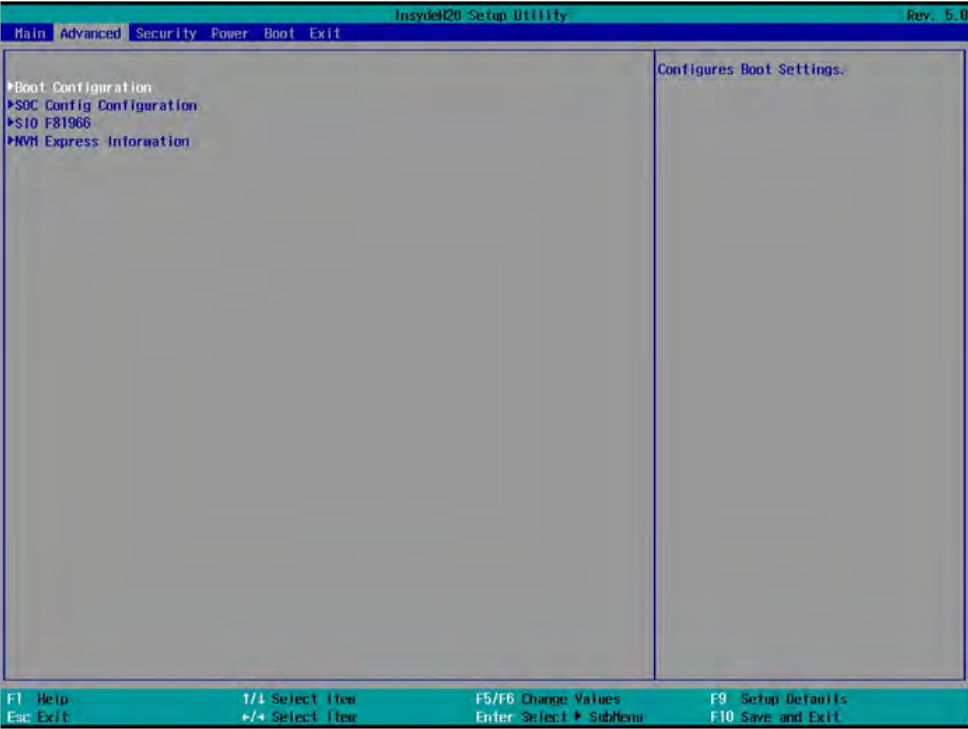 InsydeH20 Setup Utility Rev. 5.0
Main Advanced Security Power Boot Exit
Configures Boot Settings.
▶Boot Configuration
▶SOC Config Configuration
▶SIO F81966
▶NVM Express Information
F1 Help ↑/↓ Select Item F5/F6 Change Values F9 Setup Defaults
Esc Exit ←/→ Select Item Enter Select ▶ SubMenu F10 Save and Exit